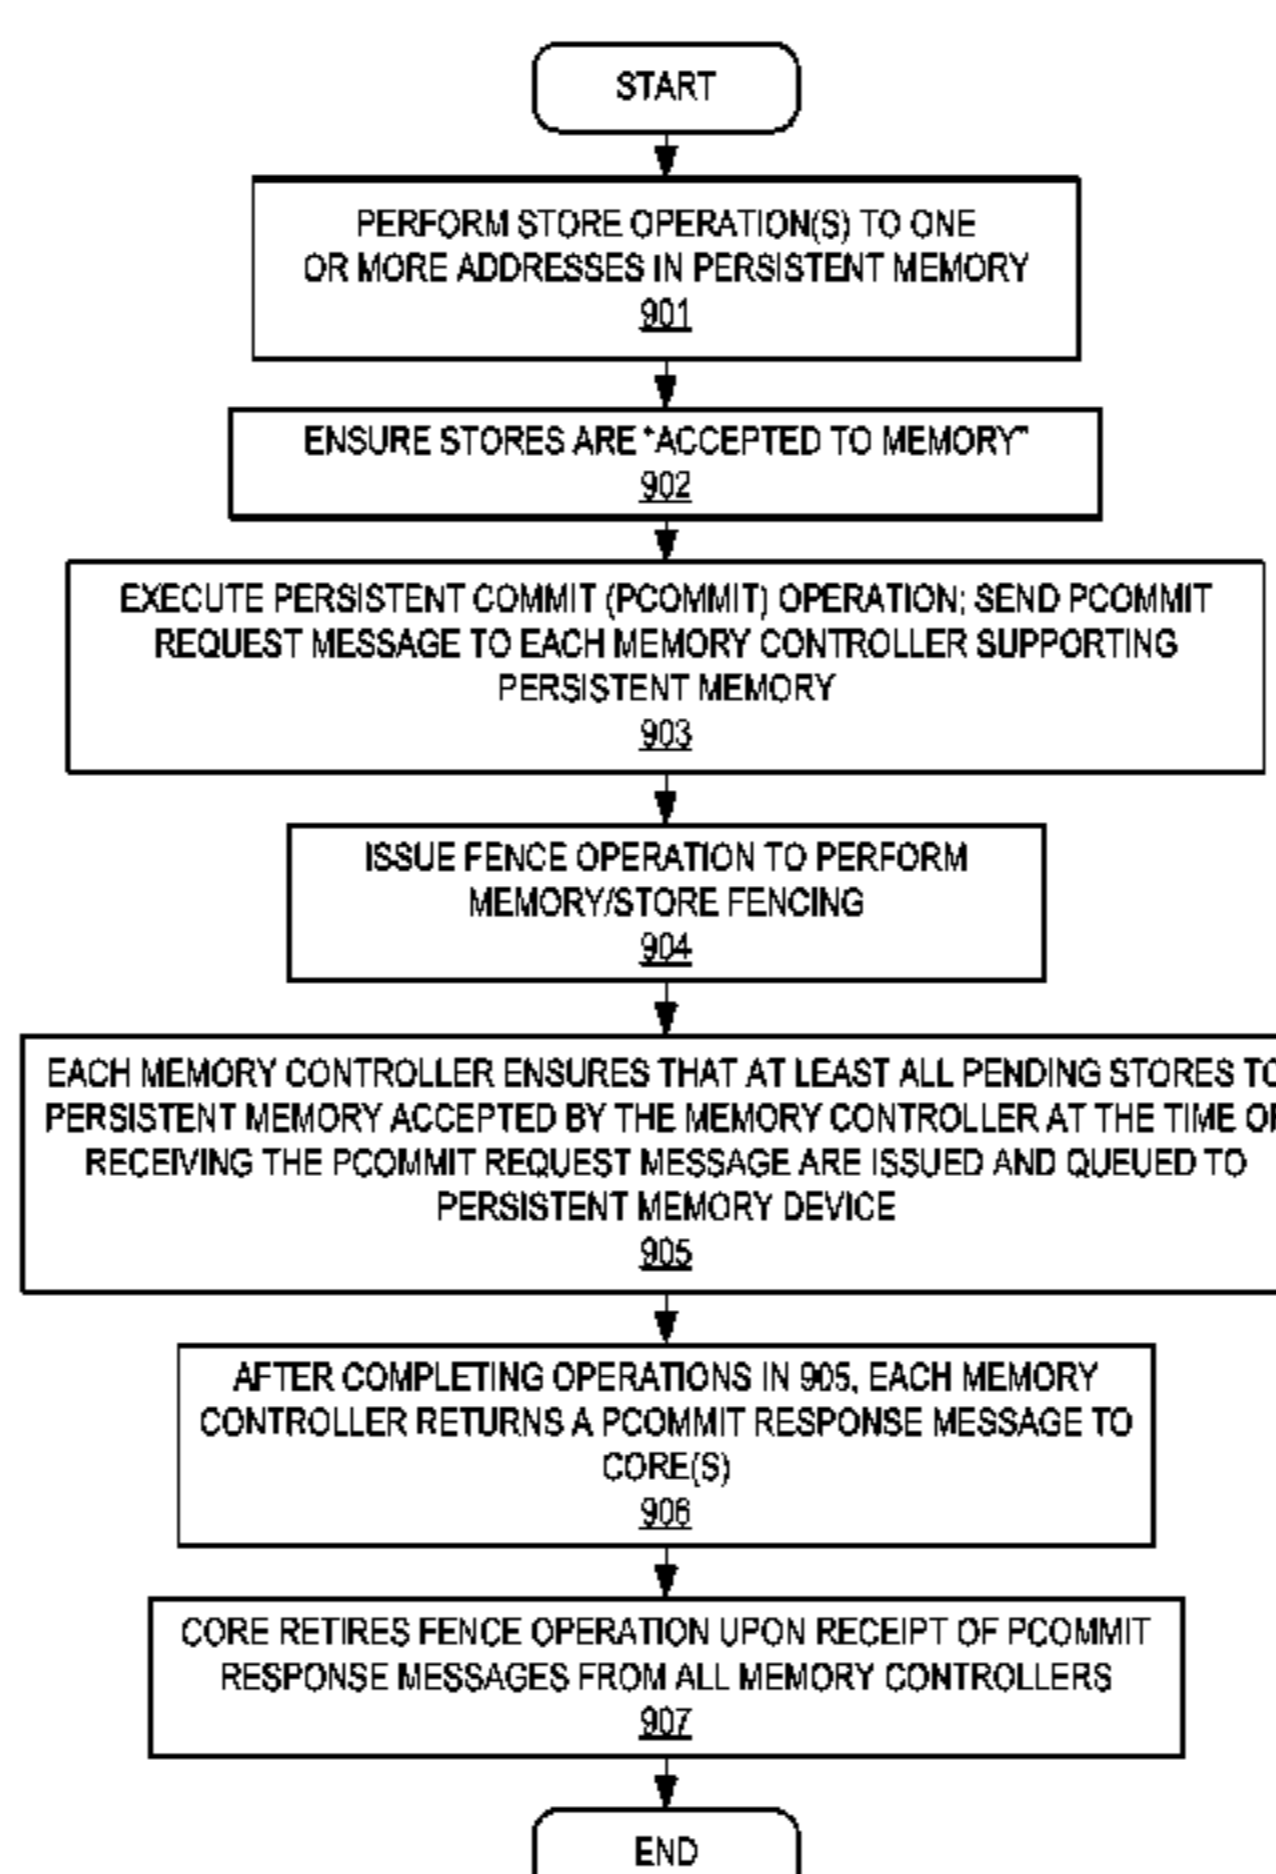 START
PERFORM STORE OPERATION(S) TO ONE
OR MORE ADDRESSES IN PERSISTENT MEMORY
901
ENSURE STORES ARE "ACCEPTED TO MEMORY"
902
EXECUTE PERSISTENT COMMIT (PCOMMIT) OPERATION; SEND PCOMMIT
REQUEST MESSAGE TO EACH MEMORY CONTROLLER SUPPORTING
PERSISTENT MEMORY
903
ISSUE FENCE OPERATION TO PERFORM
MEMORY/STORE FENCING
904
EACH MEMORY CONTROLLER ENSURES THAT AT LEAST ALL PENDING STORES TO
PERSISTENT MEMORY ACCEPTED BY THE MEMORY CONTROLLER AT THE TIME OF
RECEIVING THE PCOMMIT REQUEST MESSAGE ARE ISSUED AND QUEUED TO
PERSISTENT MEMORY DEVICE
905
AFTER COMPLETING OPERATIONS IN 905, EACH MEMORY
CONTROLLER RETURNS A PCOMMIT RESPONSE MESSAGE TO
CORE(S)
906
CORE RETIRES FENCE OPERATION UPON RECEIPT OF PCOMMIT
RESPONSE MESSAGES FROM ALL MEMORY CONTROLLERS
907
END